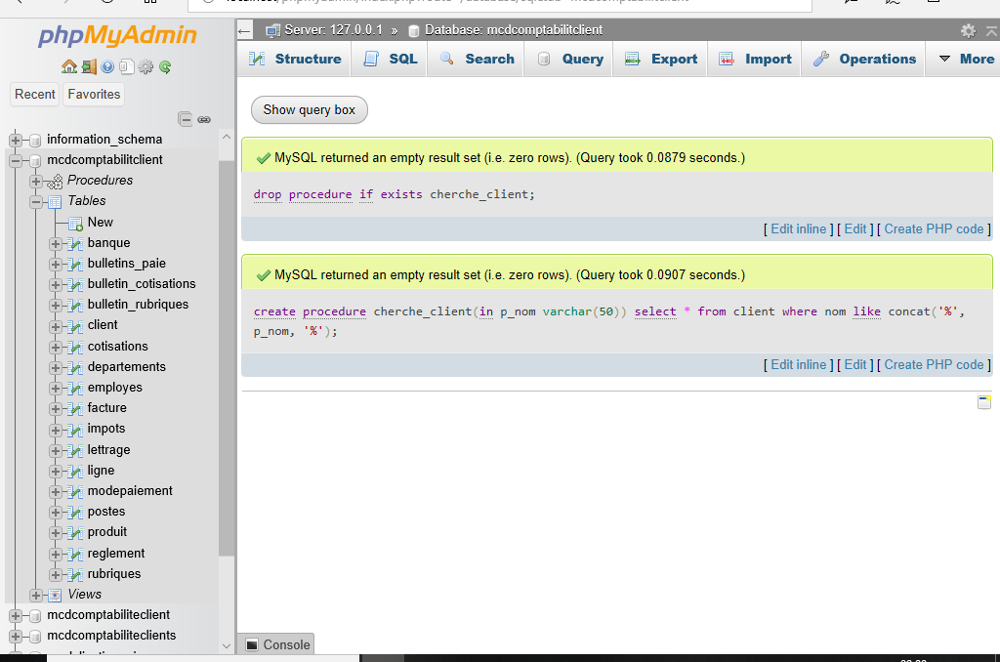 phpMyAdmin
Recent Favorites
information_schema
mcdcomptabilitclient
Procedures
Tables
New
banque
bulletins_paie
bulletin_cotisations
bulletin_rubriques
client
cotisations
departements
employes
facture
impots
lettrage
ligne
modepaiement
postes
produit
reglement
rubriques
Views
mcdcomptabiliteclient
mcdcomptabiliteclients
Server: 127.0.0.1 » Database: mcdcomptabilitclient
Structure SQL Search Query Export Import Operations More
Show query box
MySQL returned an empty result set (i.e. zero rows). (Query took 0.0879 seconds.)
drop procedure if exists cherche_client;
[ Edit inline ] [ Edit ] [ Create PHP code ]
MySQL returned an empty result set (i.e. zero rows). (Query took 0.0907 seconds.)
create procedure cherche_client(in p_nom varchar(50)) select * from client where nom like concat('%',
p_nom, '%');
[ Edit inline ] [ Edit ] [ Create PHP code ]
Console